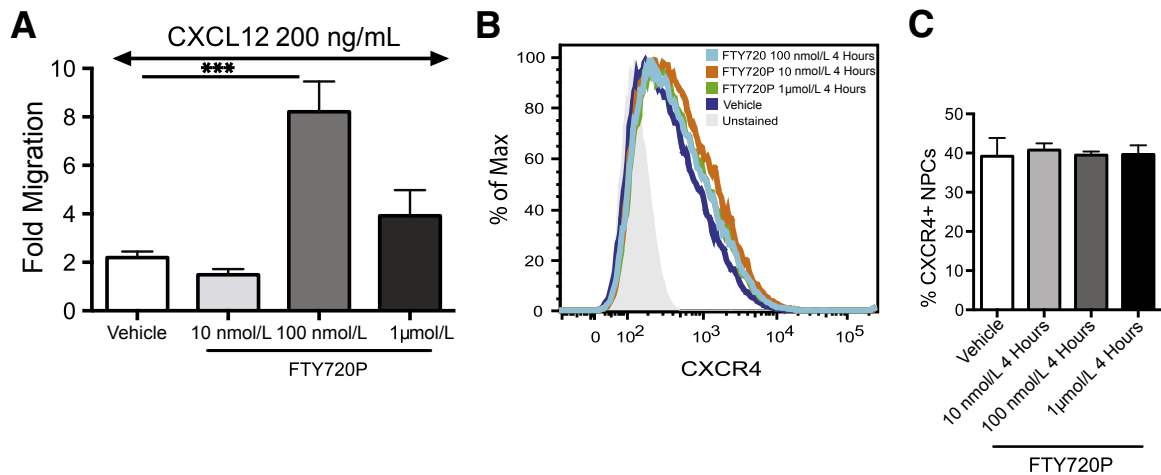 A
CXCL12 200 ng/mL
***
Fold Migration
10
8
6
4
2
0
Vehicle
10 nmol/L
100 nmol/L
1µmol/L
FTY720P
B
% of Max
100
80
60
40
20
0
FTY720 100 nmol/L 4 Hours
FTY720P 10 nmol/L 4 Hours
FTY720P 1µmol/L 4 Hours
Vehicle
Unstained
0 10² 10³ 10⁴ 10⁵
CXCR4
C
% CXCR4+ NPCs
50
40
30
20
10
0
Vehicle
10 nmol/L 4 Hours
100 nmol/L 4 Hours
1µmol/L 4 Hours
FTY720P